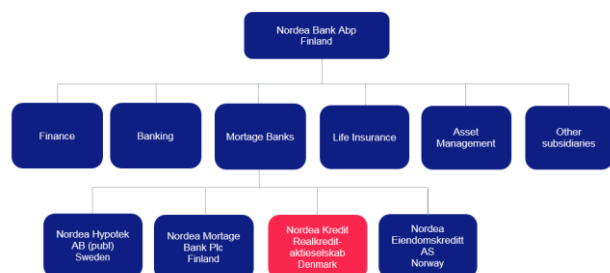 Nordea Bank Abp
Finland
Finance
Banking
Mortage Banks
Life Insurance
Asset
Management
Other
subsidiaries
Nordea Hypotek
AB (publ)
Sweden
Nordea Mortage
Bank Plc
Finland
Nordea Kredit
Realkredit-
aktieselskab
Denmark
Nordea
Eiendomskreditt
AS
Norway